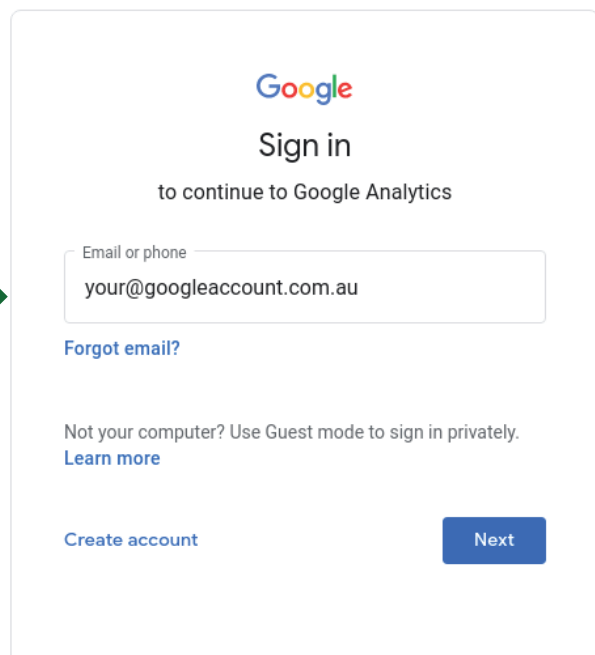 Google
Sign in
to continue to Google Analytics
Email or phone
your@googleaccount.com.au
Forgot email?
Not your computer? Use Guest mode to sign in privately.
Learn more
Create account
Next